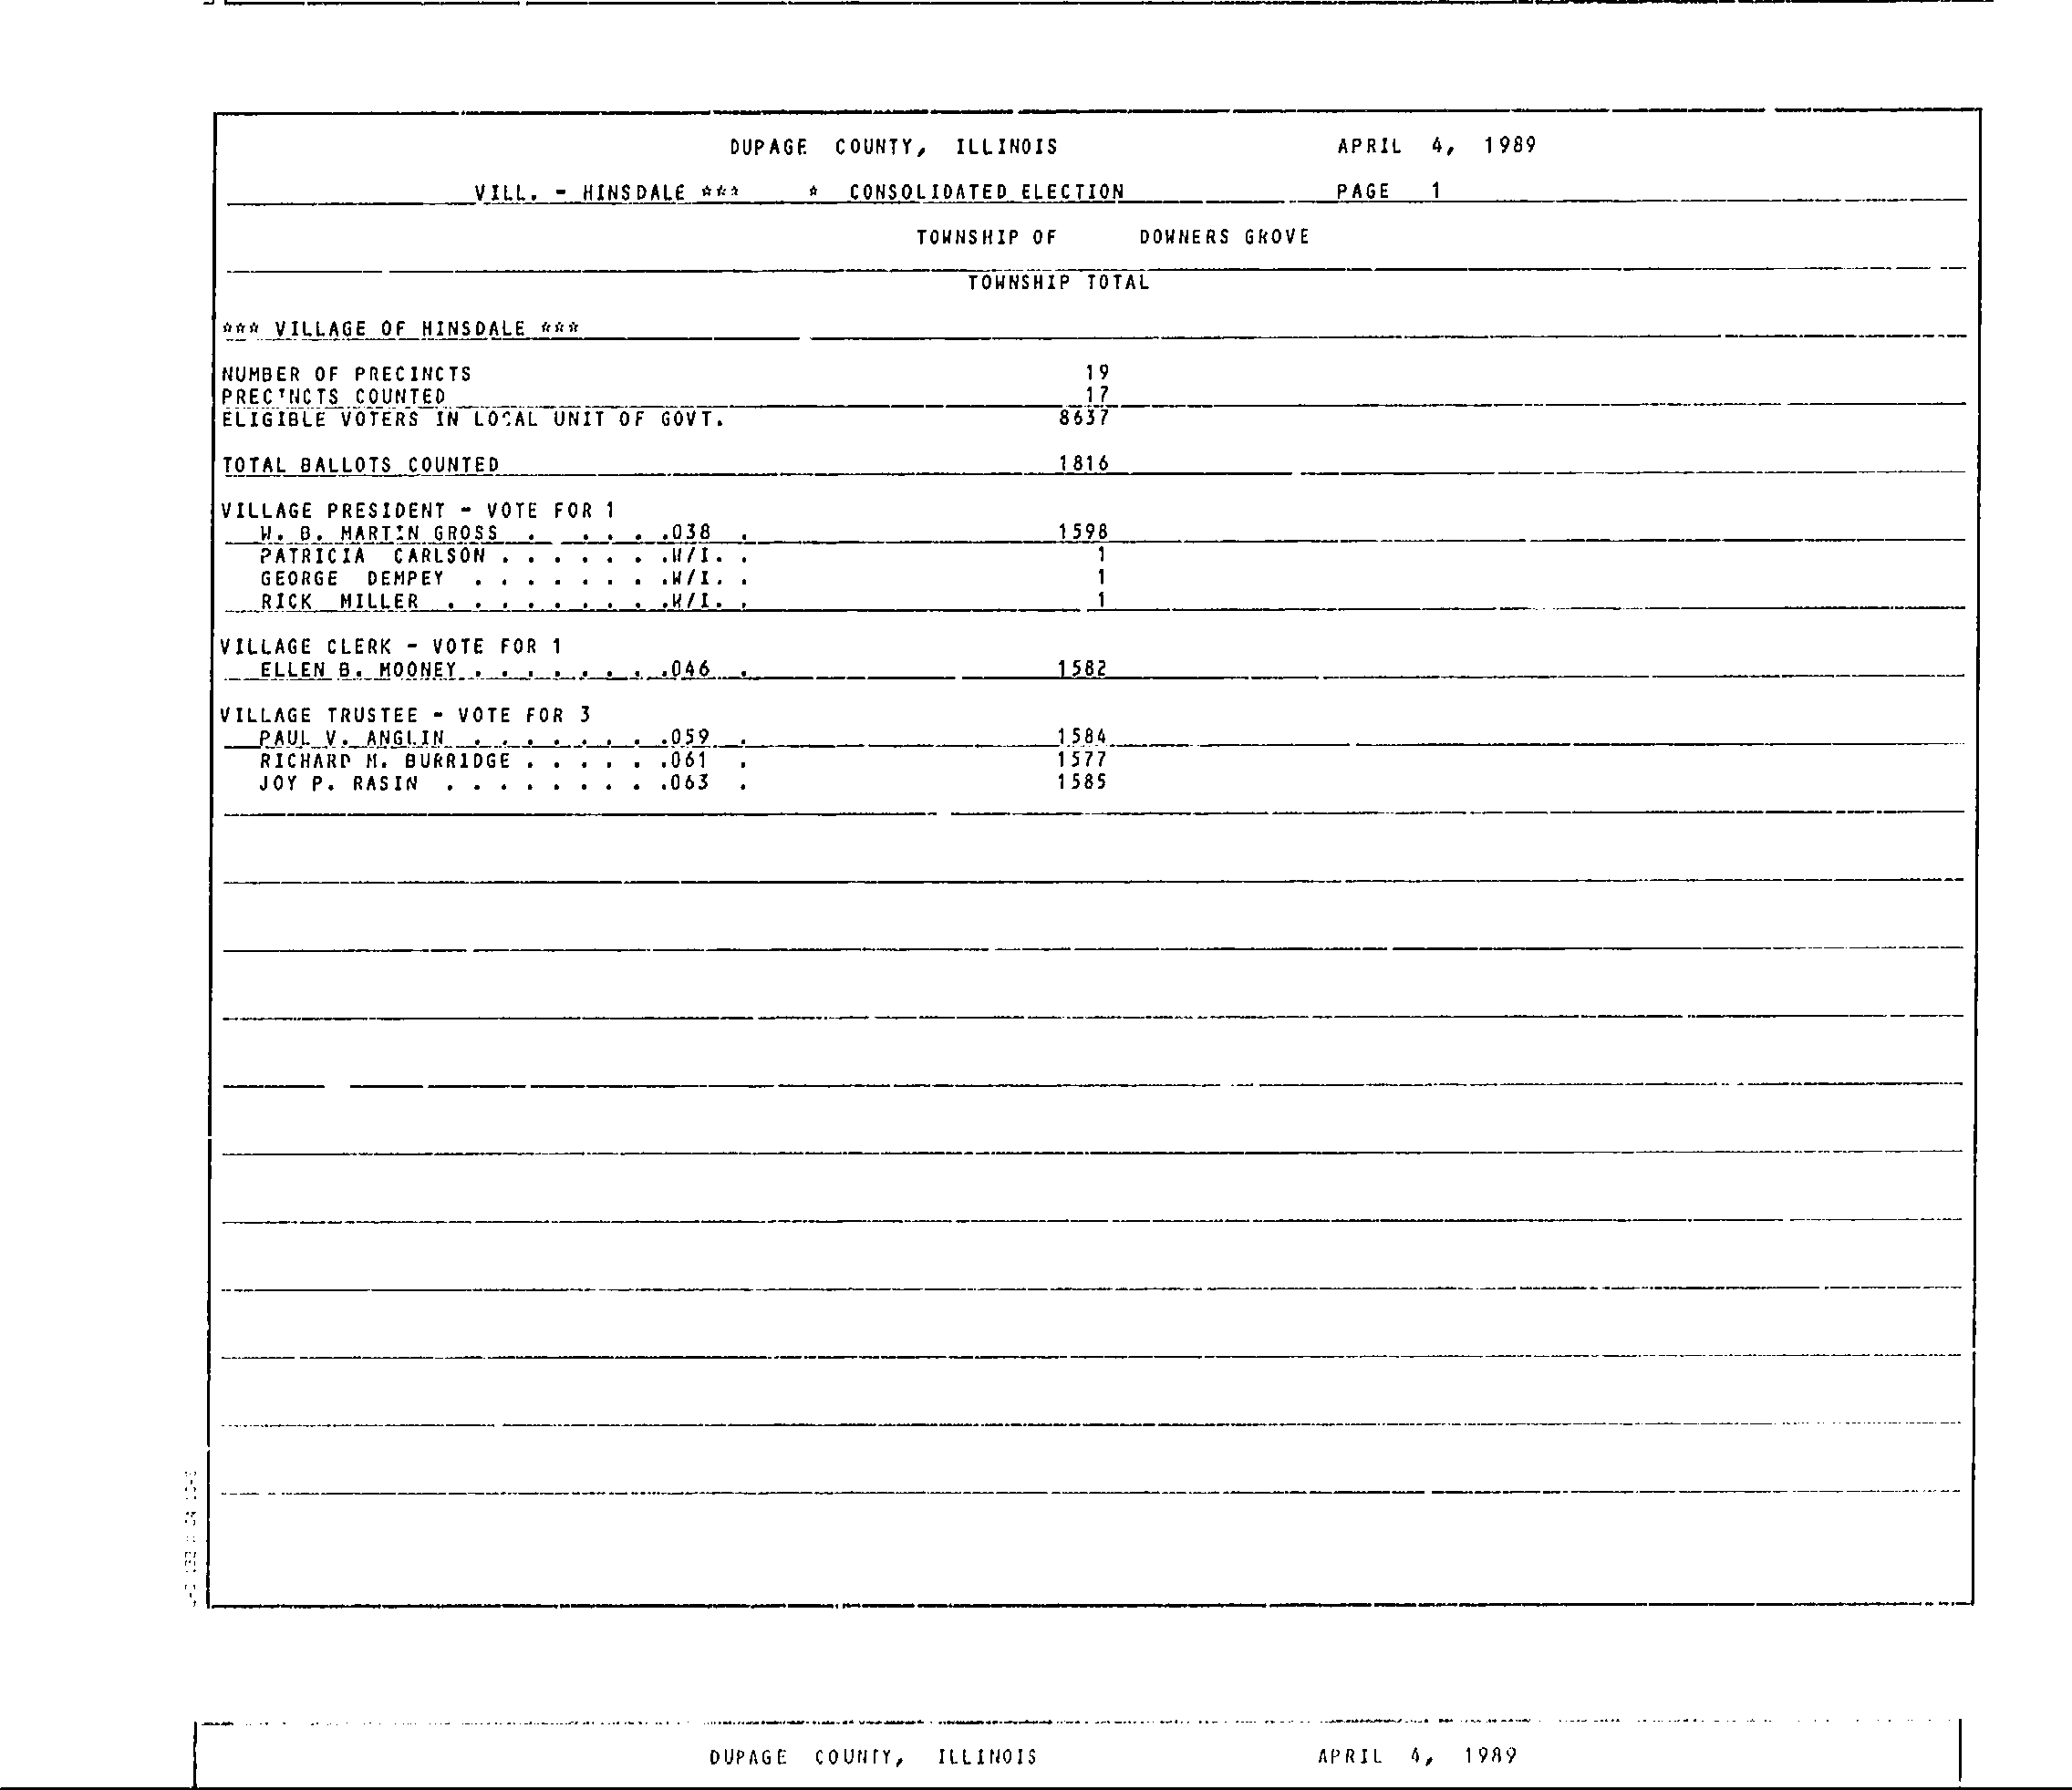 DUPAGE COUNTY, ILLINOIS APRIL 4, 1989
VILL. - HINSDALE *** * CONSOLIDATED ELECTION PAGE 1
TOWNSHIP OF DOWNERS GROVE
TOWNSHIP TOTAL
*** VILLAGE OF HINSDALE ***
NUMBER OF PRECINCTS 19
PRECINCTS COUNTED 17
ELIGIBLE VOTERS IN LOCAL UNIT OF GOVT. 8637
TOTAL BALLOTS COUNTED 1816
VILLAGE PRESIDENT - VOTE FOR 1
W. B. MARTIN GROSS . . . . .038 . 1598
PATRICIA CARLSON . . . . . . .W/I. . 1
GEORGE DEMPEY . . . . . . . .W/I. . 1
RICK MILLER . . . . . . . . .W/I. . 1
VILLAGE CLERK - VOTE FOR 1
ELLEN B. MOONEY . . . . . . . .046 . 1582
VILLAGE TRUSTEE - VOTE FOR 3
PAUL V. ANGLIN . . . . . . . .059 . 1584
RICHARD M. BURRIDGE . . . . . .061 . 1577
JOY P. RASIN . . . . . . . . .063 . 1585
DUPAGE COUNTY, ILLINOIS APRIL 4, 1989